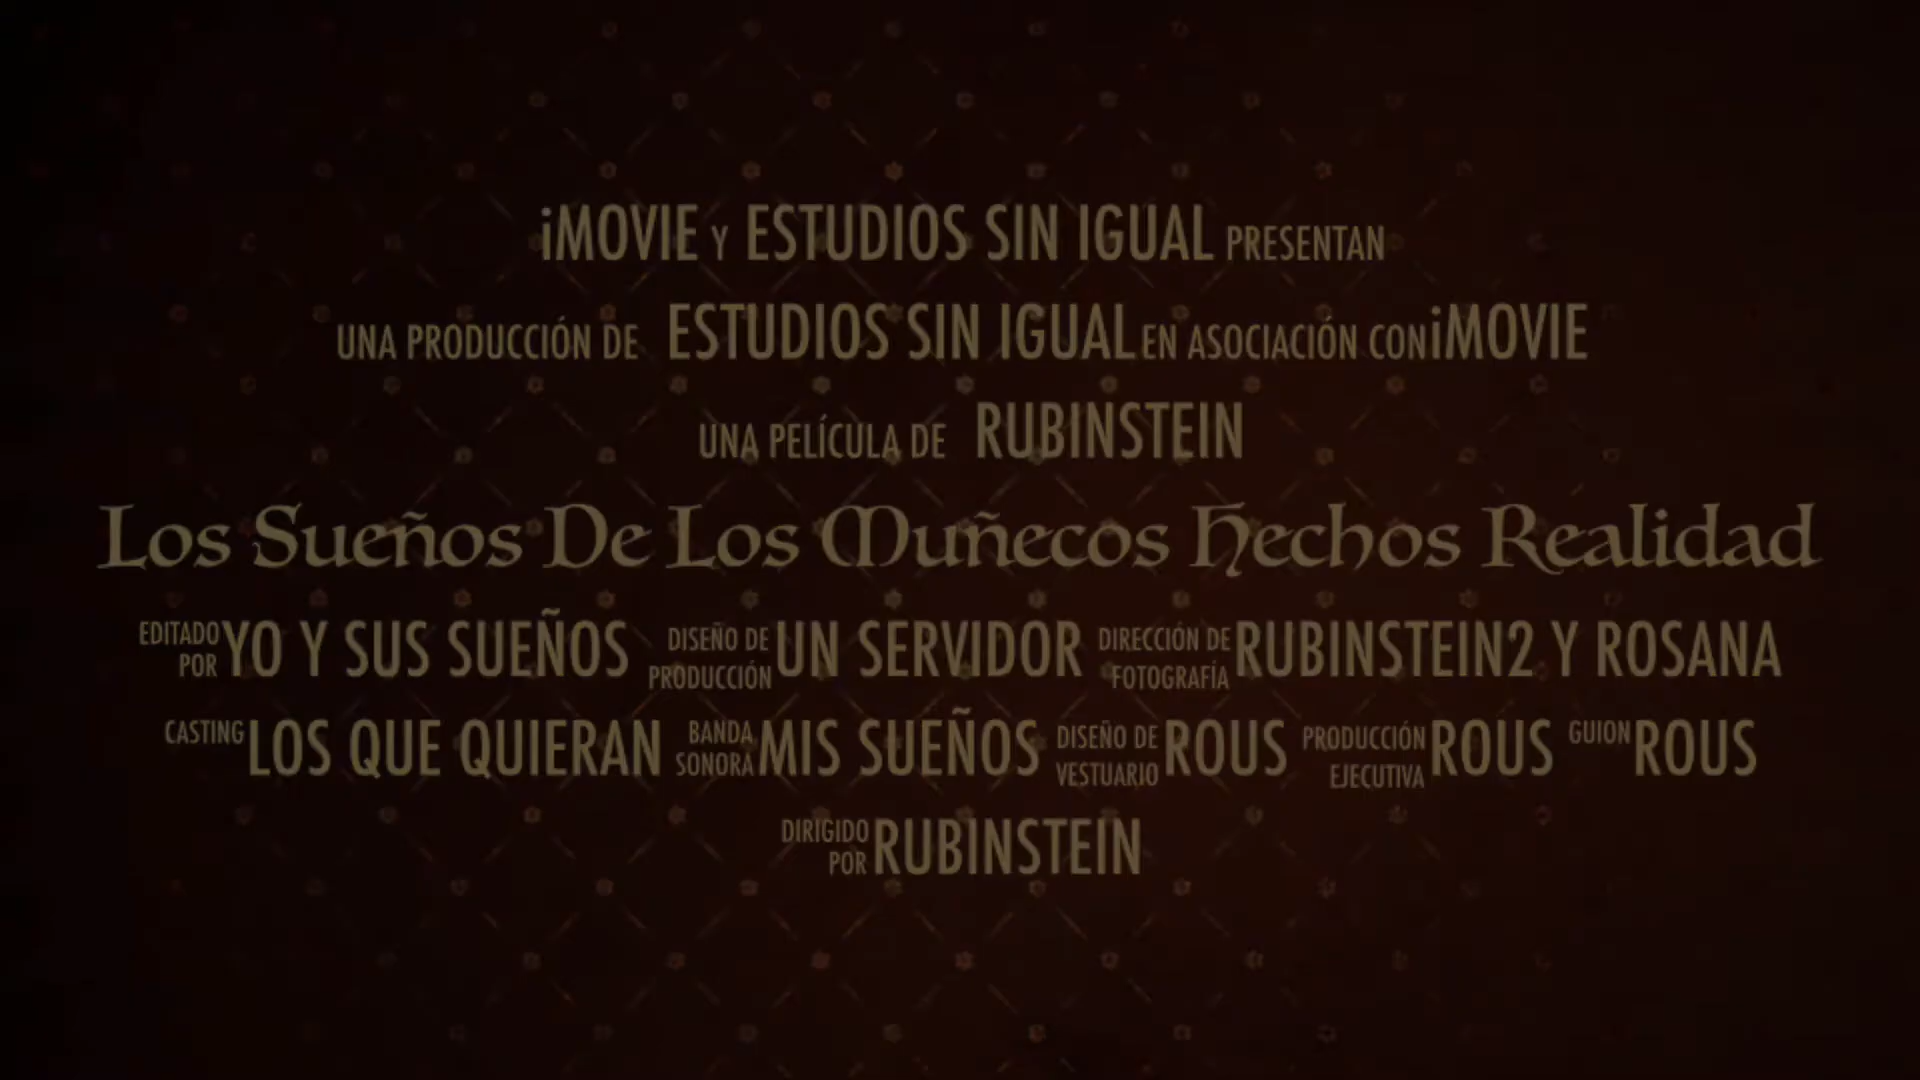 iMOVIE Y ESTUDIOS SIN IGUAL PRESENTAN
UNA PRODUCCIÓN DE ESTUDIOS SIN IGUAL EN ASOCIACIÓN CON iMOVIE
UNA PELÍCULA DE RUBINSTEIN
Los Sueños De Los Muñecos Hechos Realidad
EDITADO POR YO Y SUS SUEÑOS DISEÑO DE PRODUCCIÓN UN SERVIDOR DIRECCIÓN DE FOTOGRAFÍA RUBINSTEIN2 Y ROSANA
CASTING LOS QUE QUIERAN BANDA SONORA MIS SUEÑOS DISEÑO DE VESTUARIO ROUS PRODUCCIÓN EJECUTIVA ROUS GUION ROUS
DIRIGIDO POR RUBINSTEIN